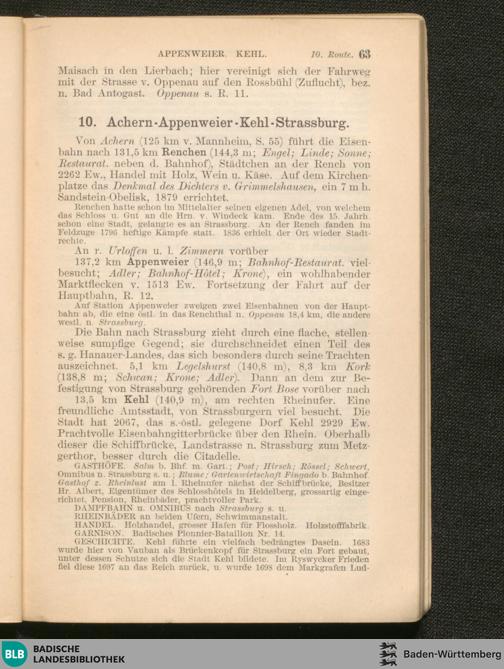 APPENWEIER. KEHL. 10. Route. 63
Maisach in den Lierbach; hier vereinigt sich der Fahrweg
mit der Strasse v. Oppenau auf den Rossbühl (Zuflucht), bez.
n. Bad Antogast. Oppenau s. R. 11.
10. Achern-Appenweier-Kehl-Strassburg.
Von Achern (125 km v. Mannheim, S. 55) führt die Eisen-
bahn nach 131,5 km Renchen (144,3 m; Engel; Linde; Sonne;
Restaurat. neben d. Bahnhof), Städtchen an der Rench von
2262 Ew., Handel mit Holz, Wein u. Käse. Auf dem Kirchen-
platze das Denkmal des Dichters v. Grimmelshausen, ein 7 m h.
Sandstein-Obelisk, 1879 errichtet.
Renchen hatte schon im Mittelalter seinen eigenen Adel, von welchem
das Schloss u. Gut an die Hrn. v. Windeck kam. Ende des 15. Jahrh.
schon eine Stadt, gelangte es an Strassburg. An der Rench fanden im
Feldzuge 1796 heftige Kämpfe statt. 1836 erhielt der Ort wieder Stadt-
rechte.
An r. Urloffen u. l. Zimmern vorüber
137,2 km Appenweier (146,9 m; Bahnhof-Restaurat. viel-
besucht; Adler; Bahnhof-Hôtel; Krone), ein wohlhabender
Marktflecken v. 1513 Ew. Fortsetzung der Fahrt auf der
Hauptbahn, R. 12.
Auf Station Appenweier zweigen zwei Eisenbahnen von der Haupt-
bahn ab, die eine östl. in das Renchthal n. Oppenau 18,4 km, die andere
westl. n. Strassburg.
Die Bahn nach Strassburg zieht durch eine flache, stellen-
weise sumpfige Gegend; sie durchschneidet einen Teil des
s. g. Hanauer-Landes, das sich besonders durch seine Trachten
auszeichnet. 5,1 km Legelshurst (140,8 m), 8,3 km Kork
(138,8 m; Schwan; Krone; Adler). Dann an dem zur Be-
festigung von Strassburg gehörenden Fort Bose vorüber nach
13,5 km Kehl (140,9 m), am rechten Rheinufer. Eine
freundliche Amtsstadt, von Strassburgern viel besucht. Die
Stadt hat 2067, das s.-östl. gelegene Dorf Kehl 2929 Ew.
Prachtvolle Eisenbahngitterbrücke über den Rhein. Oberhalb
dieser die Schiffbrücke, Landstrasse n. Strassburg zum Metz-
gerthor, besser durch die Citadelle.
GASTHÖFE. Salm b. Bhf. m. Gart.; Post; Hirsch; Rössel; Schwert,
Omnibus n. Strassburg s. u.; Blume; Gartenwirtschaft Fingado b. Bahnhof.
Gasthof z. Rheinlust am l. Rheinufer nächst der Schiffbrücke, Besitzer
Hr. Albert, Eigentümer des Schlosshôtels in Heidelberg, grossartig einge-
richtet, Pension, Rheinbäder, prachtvoller Park.
DAMPFBAHN u. OMNIBUS nach Strassburg s. u.
RHEINBÄDER an beiden Ufern, Schwimmanstalt.
HANDEL. Holzhandel, grosser Hafen für Flossholz. Holzstofffabrik.
GARNISON. Badisches Pionnier-Bataillon Nr. 14.
GESCHICHTE. Kehl führte ein vielfach bedrängtes Dasein. 1683
wurde hier von Vauban als Brückenkopf für Strassburg ein Fort gebaut,
unter dessen Schutze sich die Stadt Kehl bildete. Im Ryswycker Frieden
fiel diese 1697 an das Reich zurück, u. wurde 1698 dem Markgrafen Lud-
BLB BADISCHE
LANDESBIBLIOTHEK
Baden-Württemberg